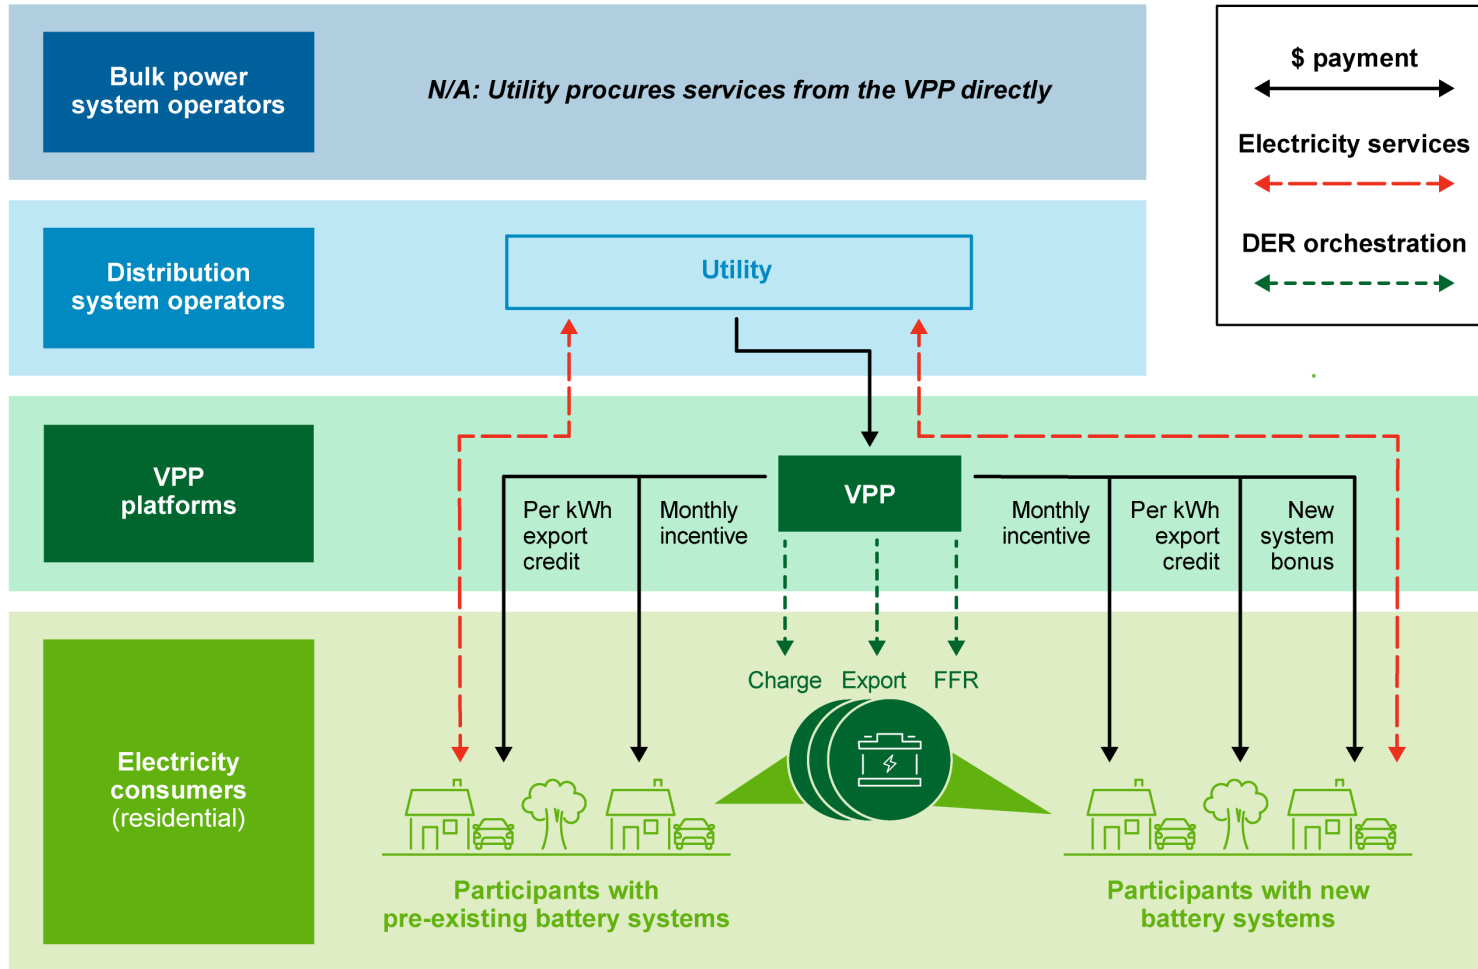 Bulk power
system operators
N/A: Utility procures services from the VPP directly
$ payment
Electricity services
DER orchestration
Distribution
system operators
Utility
VPP
platforms
VPP
Per kWh
export
credit
Monthly
incentive
Monthly
incentive
Per kWh
export
credit
New
system
bonus
Charge
Export
FFR
Electricity
consumers
(residential)
Participants with
pre-existing battery systems
Participants with new
battery systems